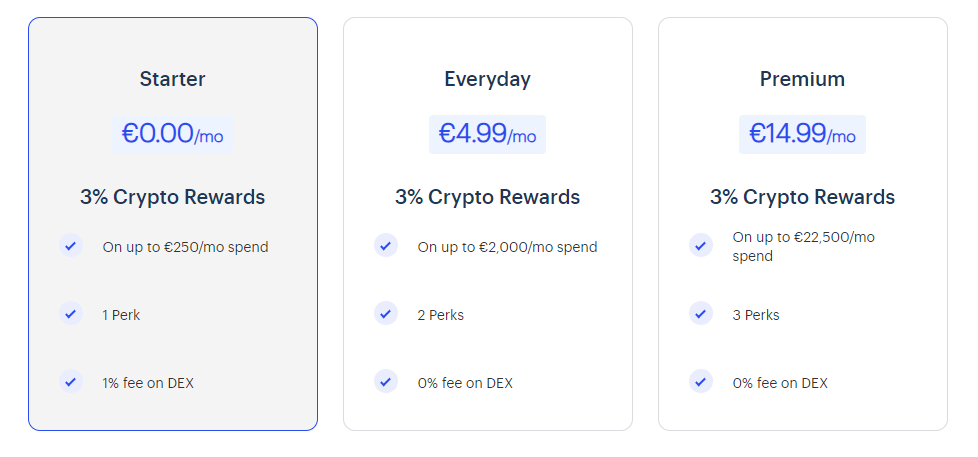 Starter
€0.00/mo
3% Crypto Rewards
On up to €250/mo spend
1 Perk
1% fee on DEX
Everyday
€4.99/mo
3% Crypto Rewards
On up to €2,000/mo spend
2 Perks
0% fee on DEX
Premium
€14.99/mo
3% Crypto Rewards
On up to €22,500/mo
spend
3 Perks
0% fee on DEX